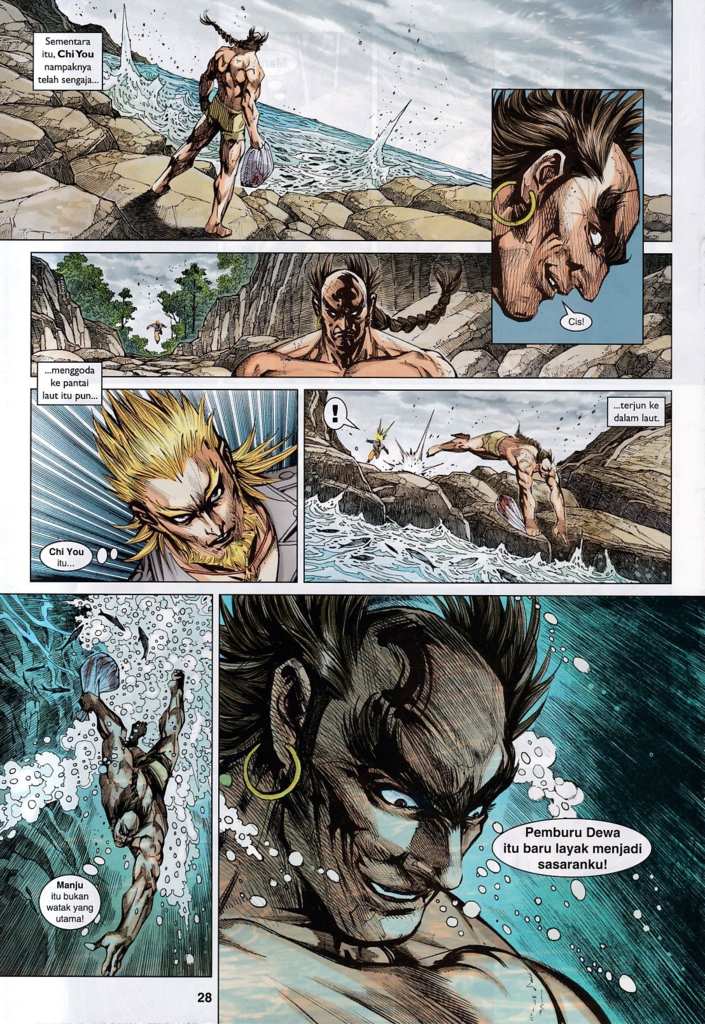 Sementara
itu, Chi You
nampaknya
telah sengaja...
Cis!
...menggoda
ke pantai
laut itu pun...
!
...terjun ke
dalam laut.
Chi You
itu...
Manju
itu bukan
watak yang
utama!
Pemburu Dewa
itu baru layak menjadi
sasaranku!
28